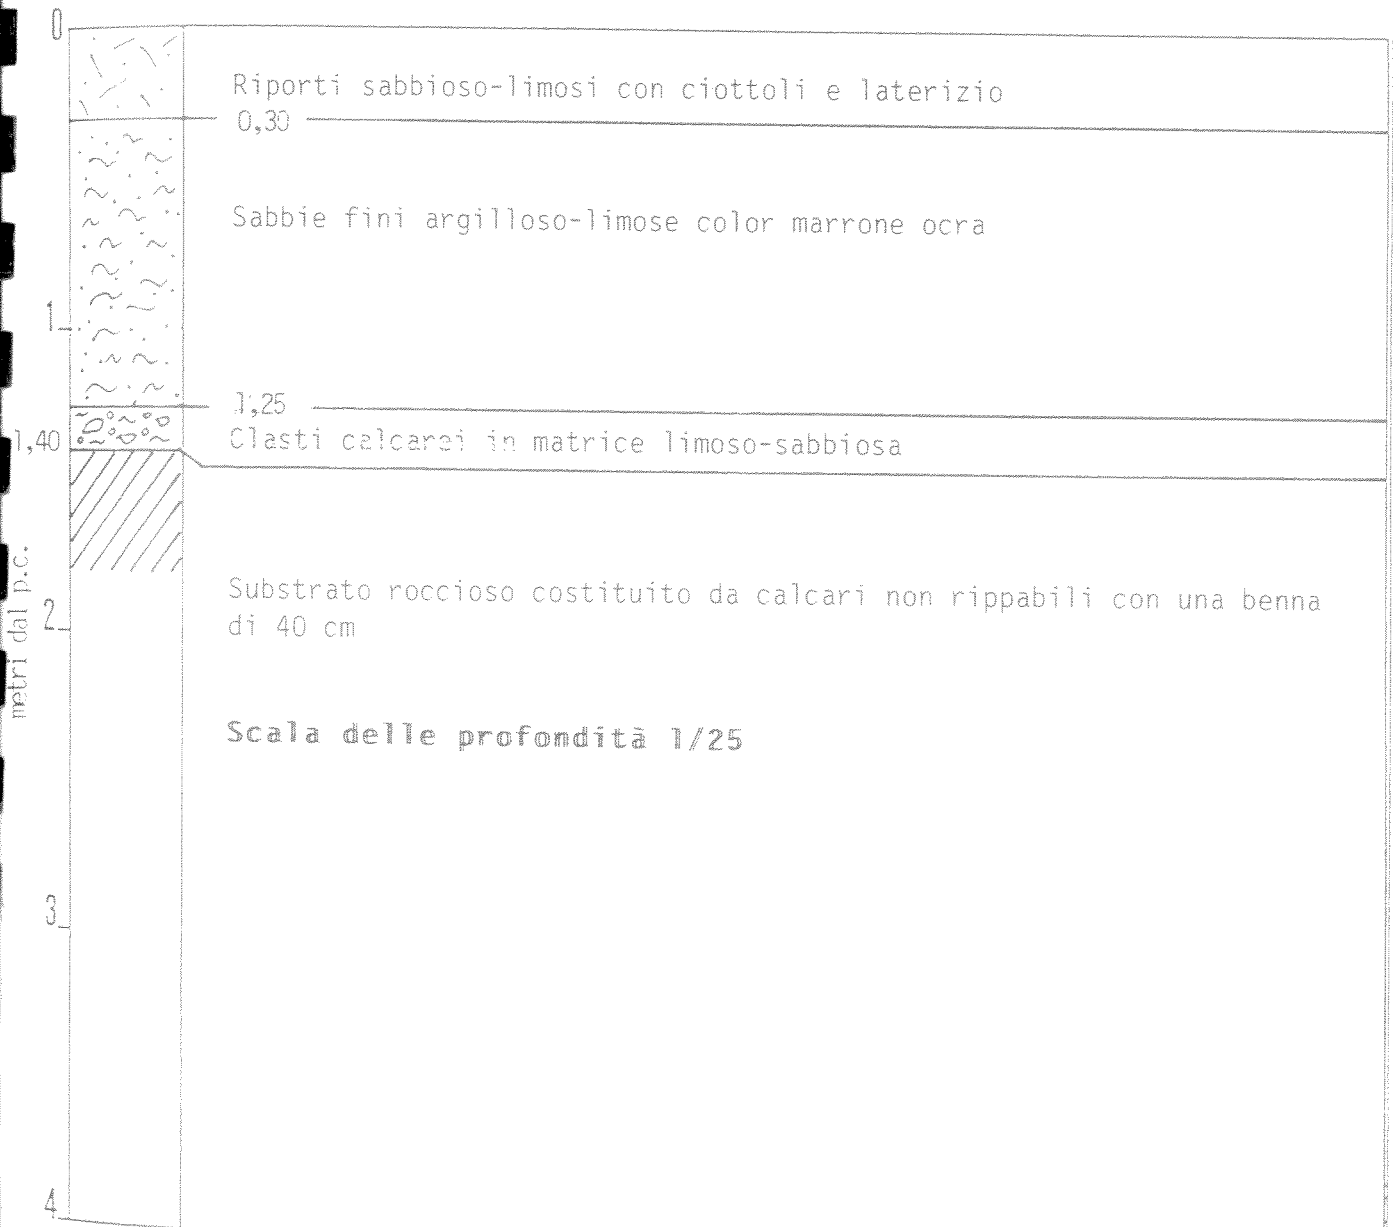 0
Riporti sabbioso-limosi con ciottoli e laterizio
0,30
Sabbie fini argilloso-limose color marrone ocra
1
1,25
1,40
Clasti calcarei in matrice limoso-sabbiosa
metri dal p.c.
Substrato roccioso costituito da calcari non rippabili con una benna
di 40 cm
2
Scala delle profondità 1/25
3
4